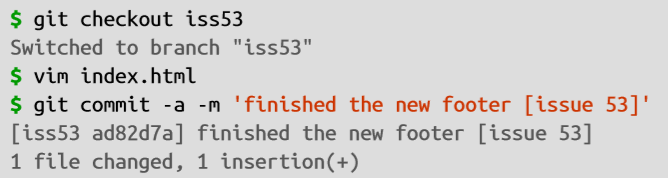 $ git checkout iss53
Switched to branch "iss53"
$ vim index.html
$ git commit -a -m 'finished the new footer [issue 53]'
[iss53 ad82d7a] finished the new footer [issue 53]
1 file changed, 1 insertion(+)